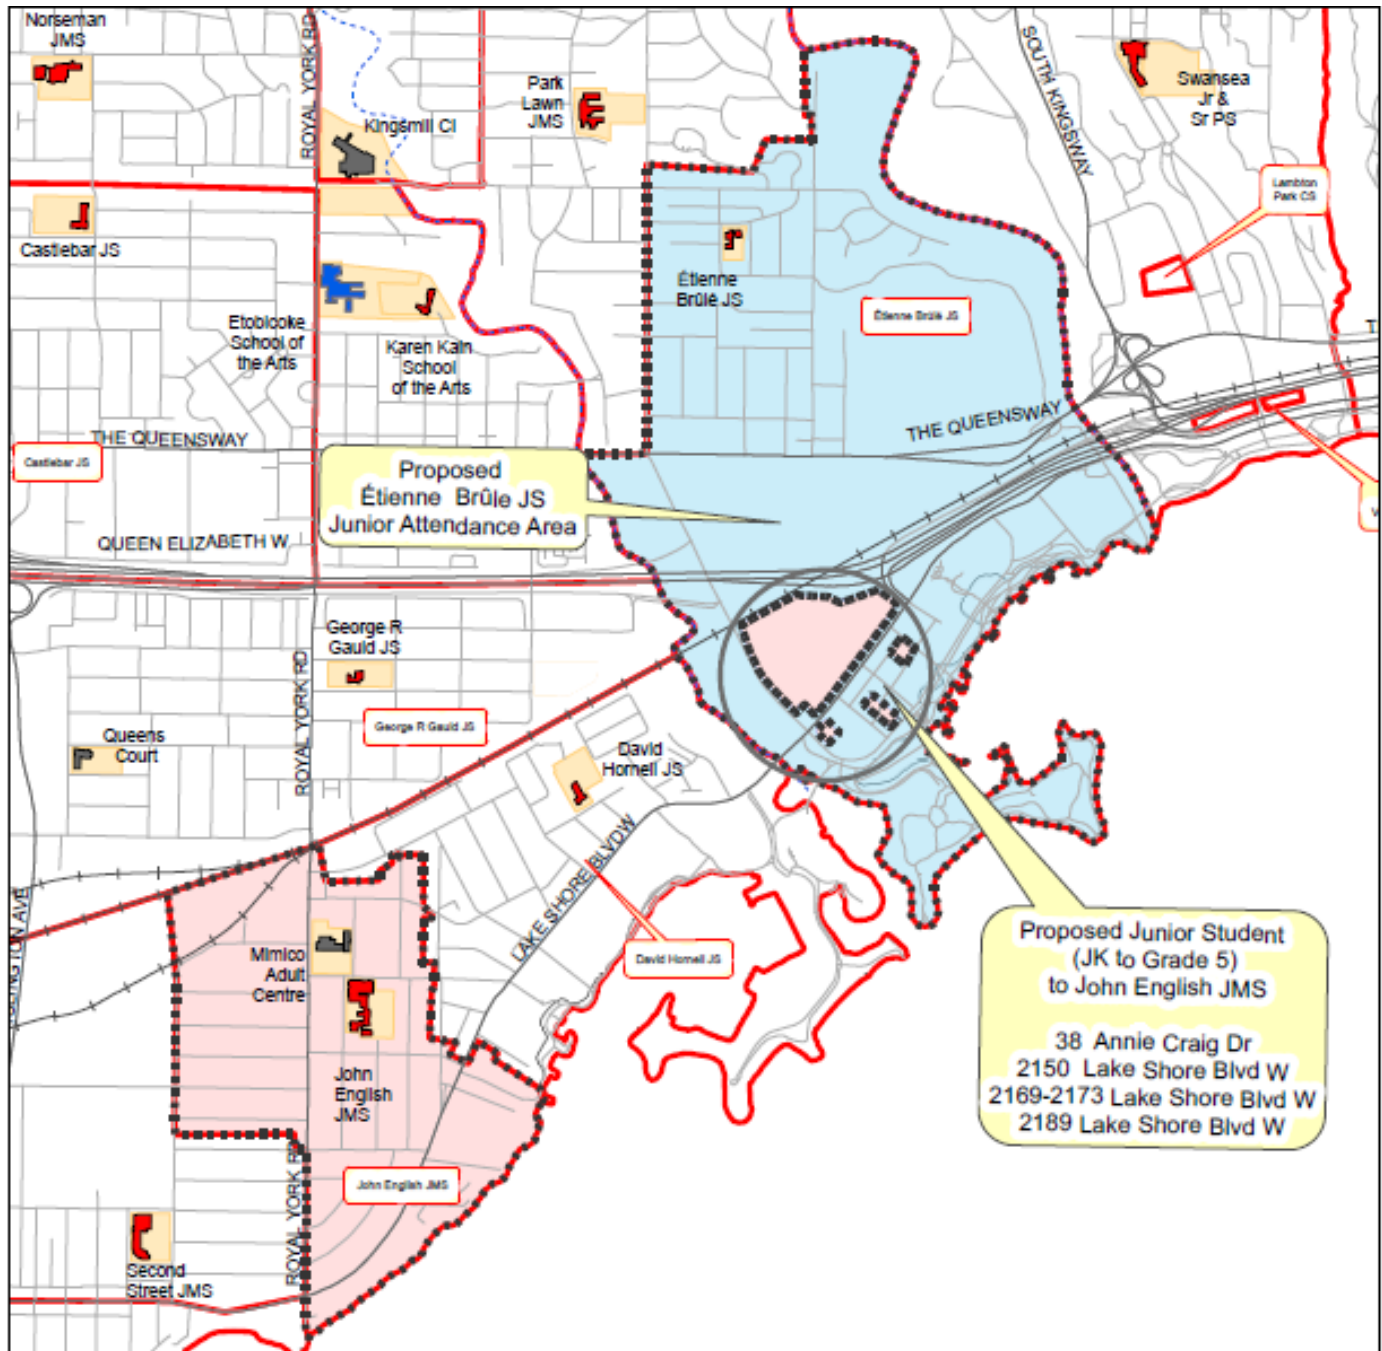 Norseman
JMS
ROYAL YORK RD
Kingsmill CI
Park
Lawn
JMS
SOUTH KINGSWAY
Swansea
Jr &
Sr PS
Lambton
Park CS
Castlebar JS
Étienne
Brûlé JS
Étienne Brûlé JS
Etobicoke
School of
the Arts
Karen Kain
School
of the Arts
THE QUEENSWAY
THE QUEENSWAY
Castlebar JS
Proposed
Étienne Brûle JS
Junior Attendance Area
QUEEN ELIZABETH W
George R
Gauld JS
ROYAL YORK RD
George R Gauld JS
Queens
Court
David
Hornell JS
LAKE SHORE BLVD W
David Hornell JS
Mimico
Adult
Centre
John
English
JMS
John English JMS
ROYAL YORK R
Second
Street JMS
Proposed Junior Student
(JK to Grade 5)
to John English JMS
38 Annie Craig Dr
2150 Lake Shore Blvd W
2169-2173 Lake Shore Blvd W
2189 Lake Shore Blvd W